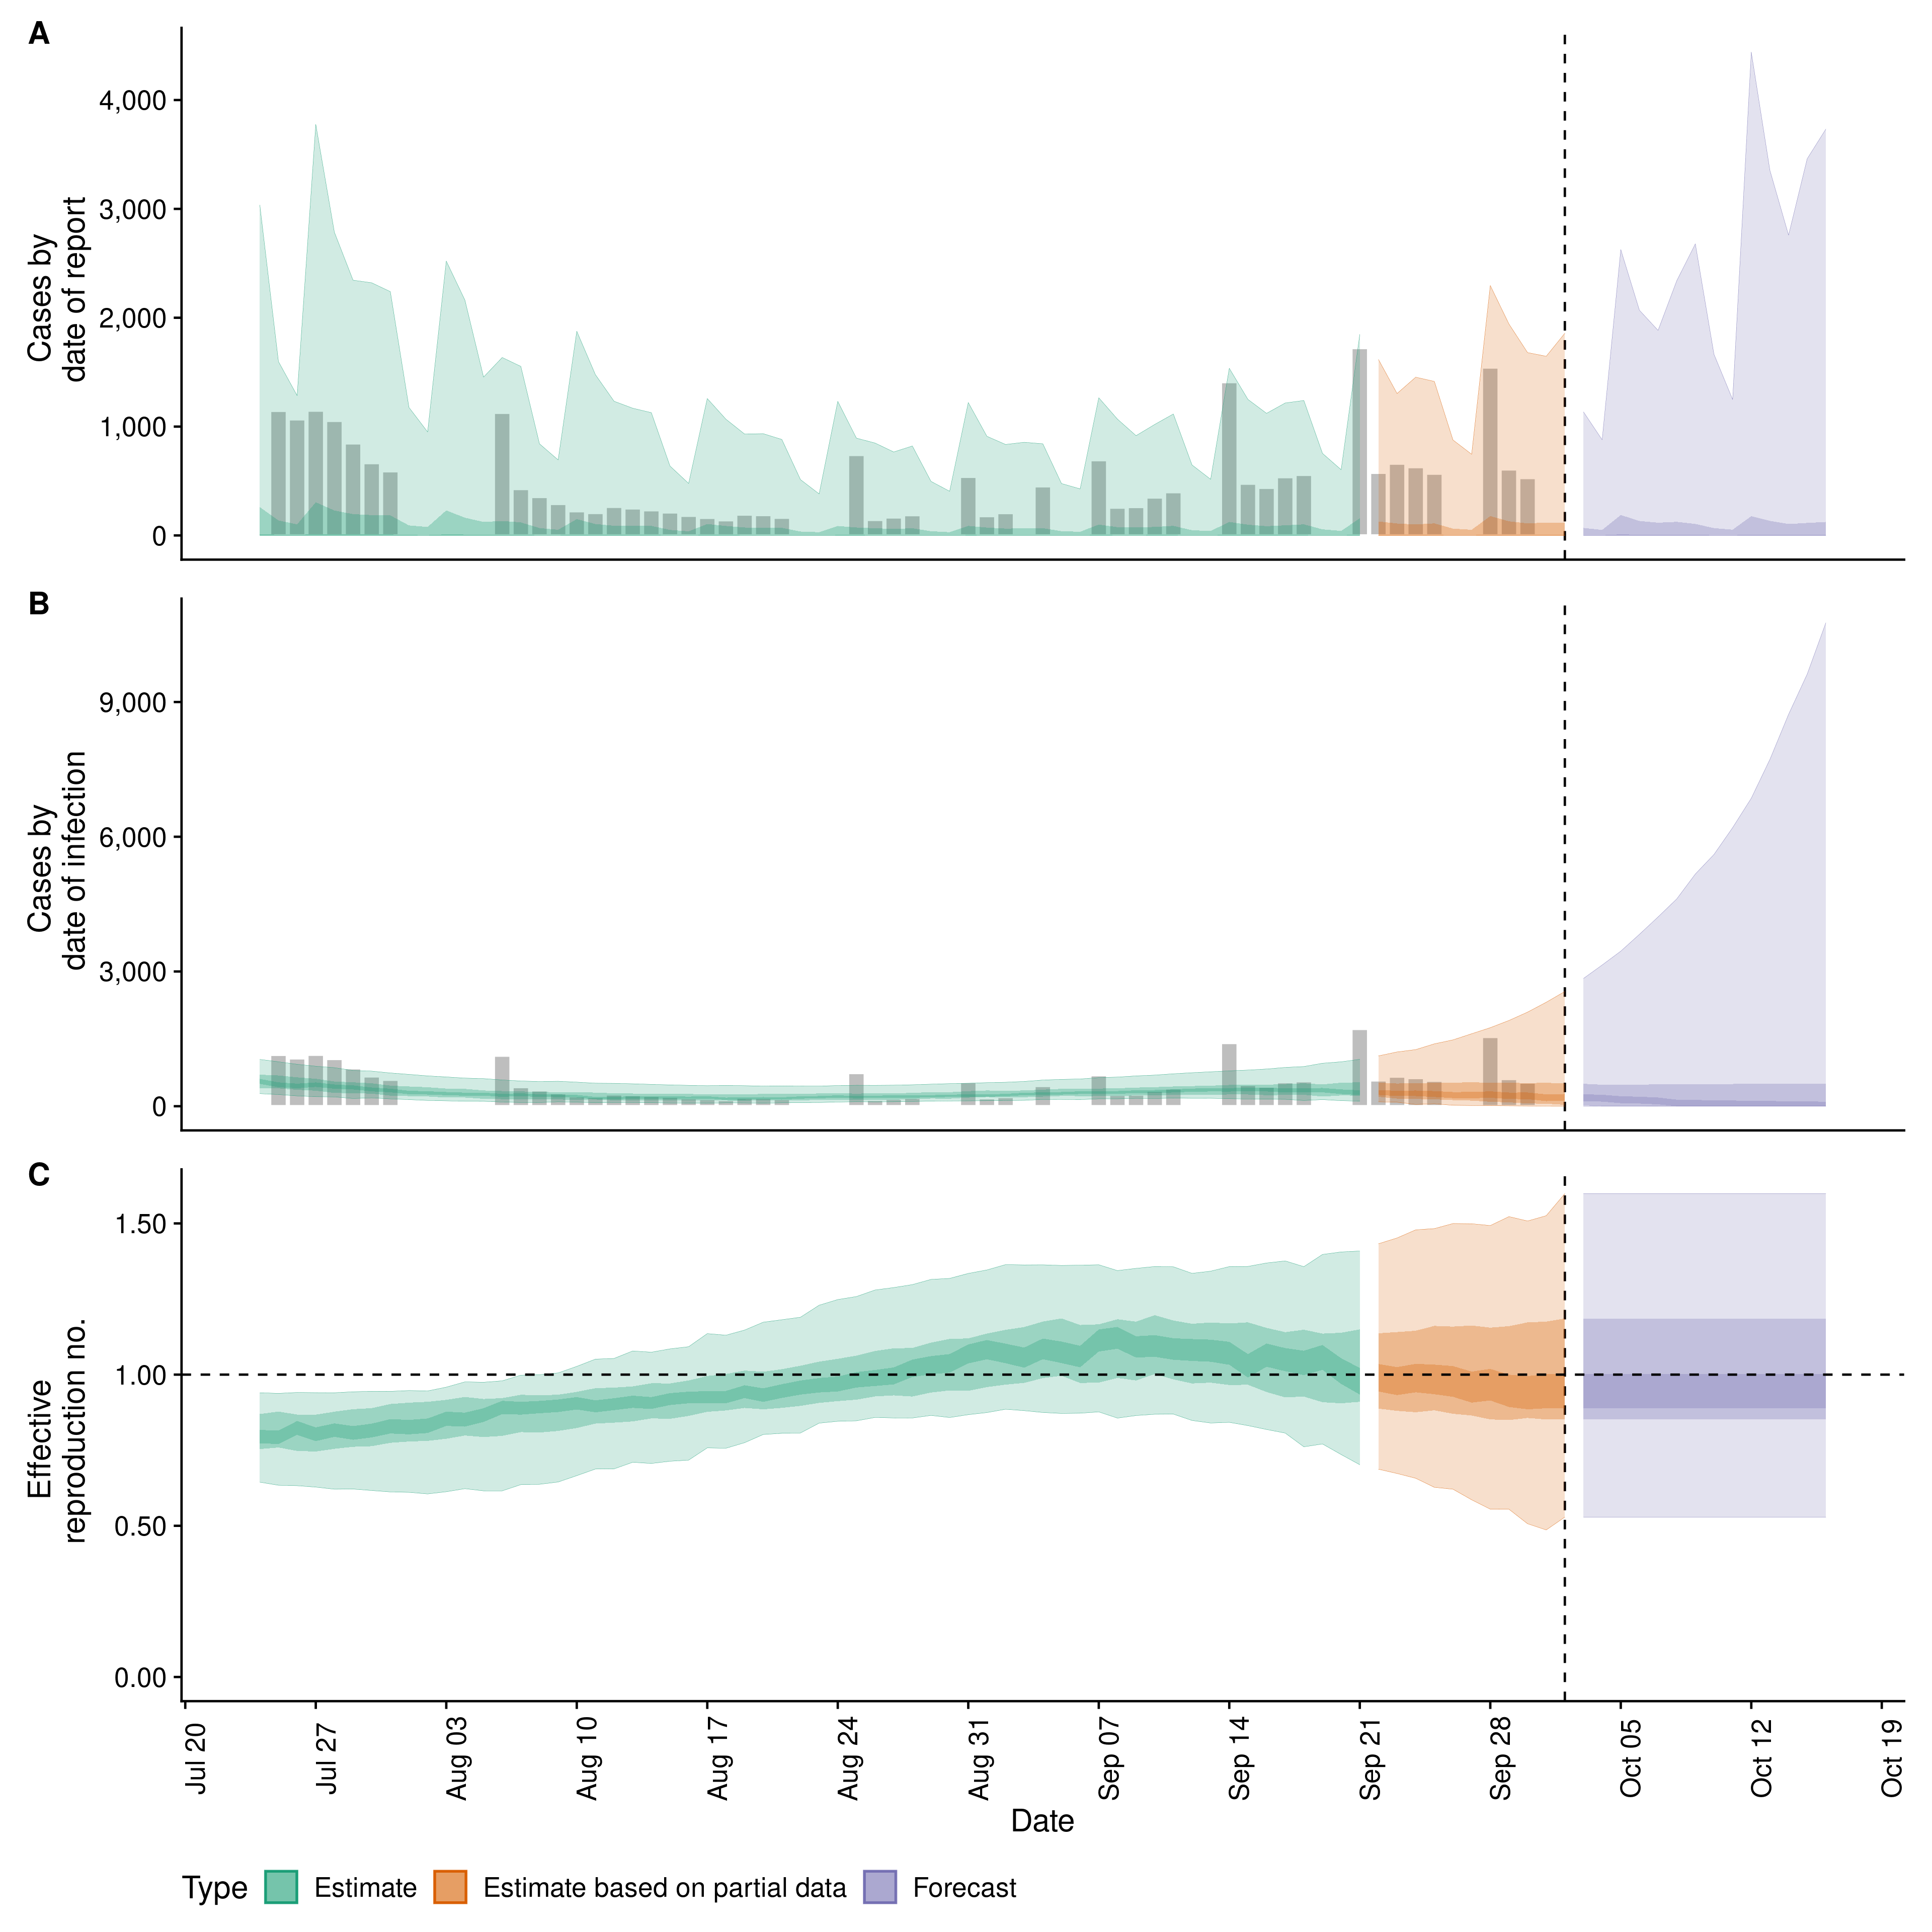 A
Cases by
date of report
4,000
3,000
2,000
1,000
0
B
Cases by
date of infection
9,000
6,000
3,000
0
C
Effective
reproduction no.
1.50
1.00
0.50
0.00
Jul 20
Jul 27
Aug 03
Aug 10
Aug 17
Aug 24
Aug 31
Sep 07
Sep 14
Sep 21
Sep 28
Oct 05
Oct 12
Oct 19
Date
Type Estimate Estimate based on partial data Forecast